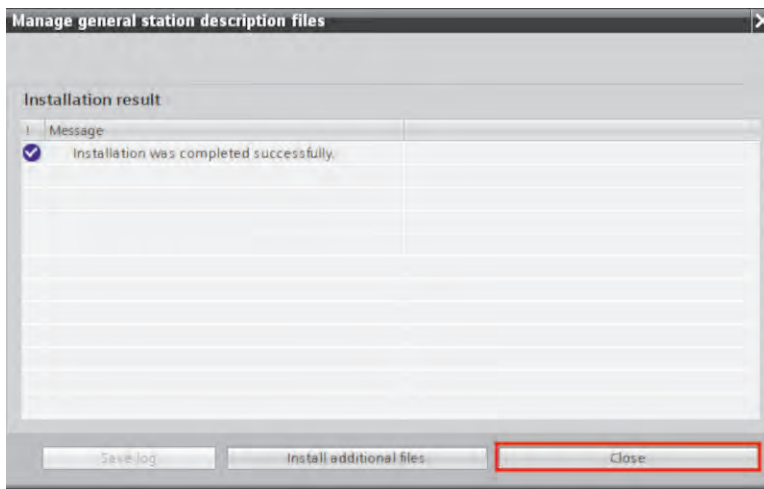 Manage general station description files
X
Installation result
! Message
Installation was completed successfully.
Save log
Install additional files
Close